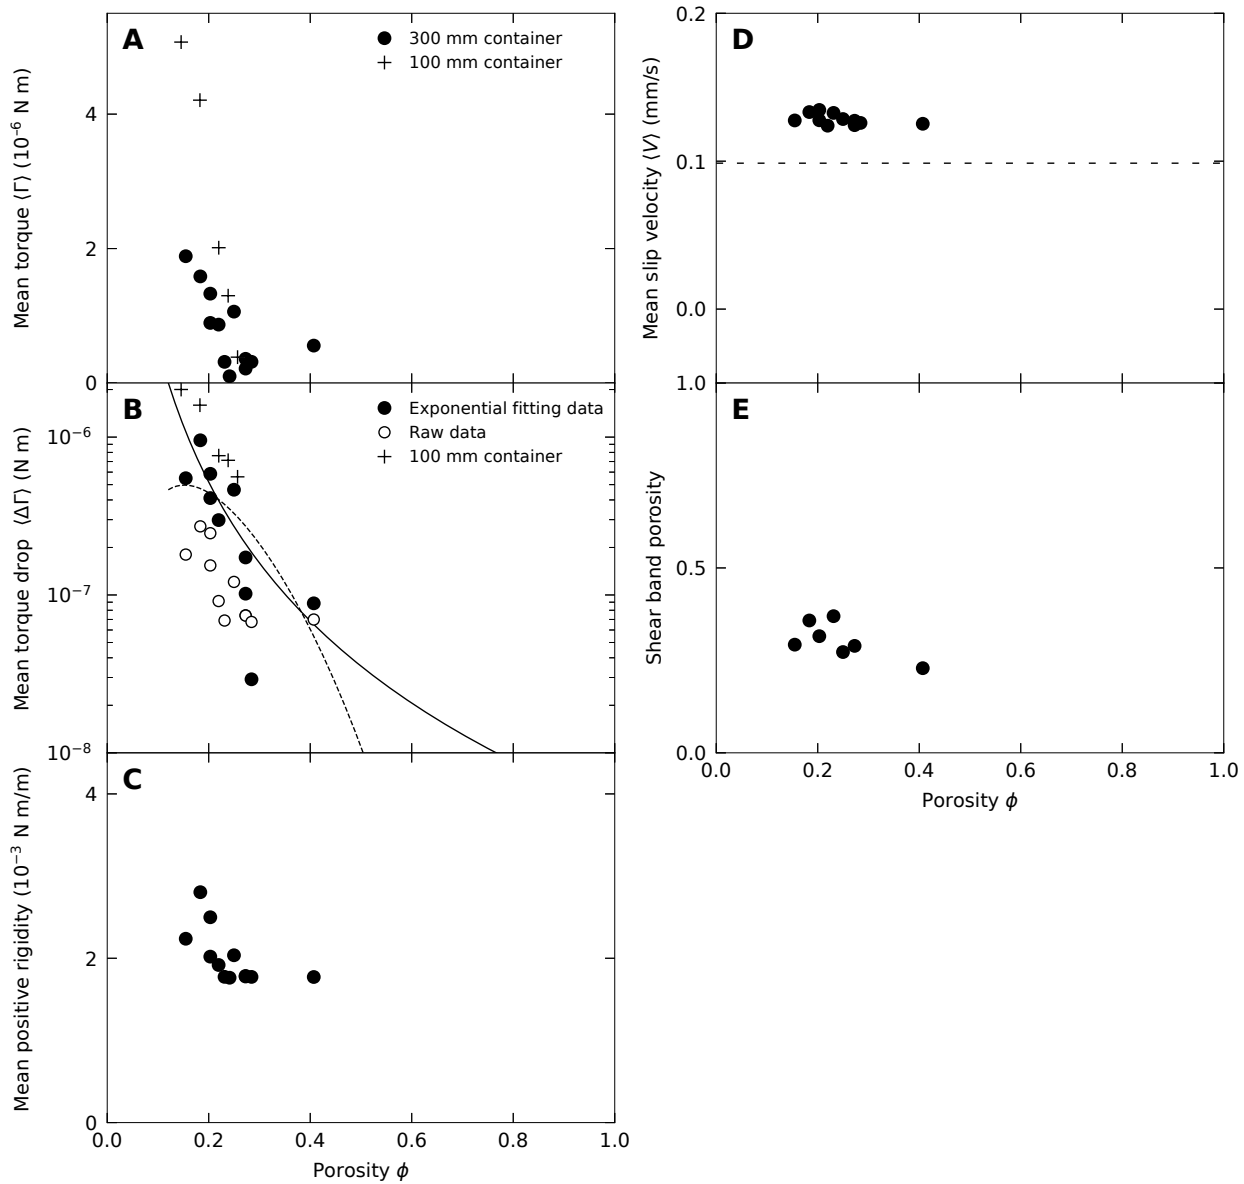 A
300 mm container
100 mm container
Mean torque ⟨Γ⟩ (10⁻⁶ N m)
4
2
0
B
Exponential fitting data
Raw data
100 mm container
Mean torque drop ⟨ΔΓ⟩ (N m)
10⁻⁶
10⁻⁷
10⁻⁸
C
Mean positive rigidity (10⁻³ N m/m)
4
2
0
0.0 0.2 0.4 0.6 0.8 1.0
Porosity ϕ
D
Mean slip velocity ⟨V⟩ (mm/s)
0.2
0.1
0.0
E
Shear band porosity
1.0
0.5
0.0
0.0 0.2 0.4 0.6 0.8 1.0
Porosity ϕ